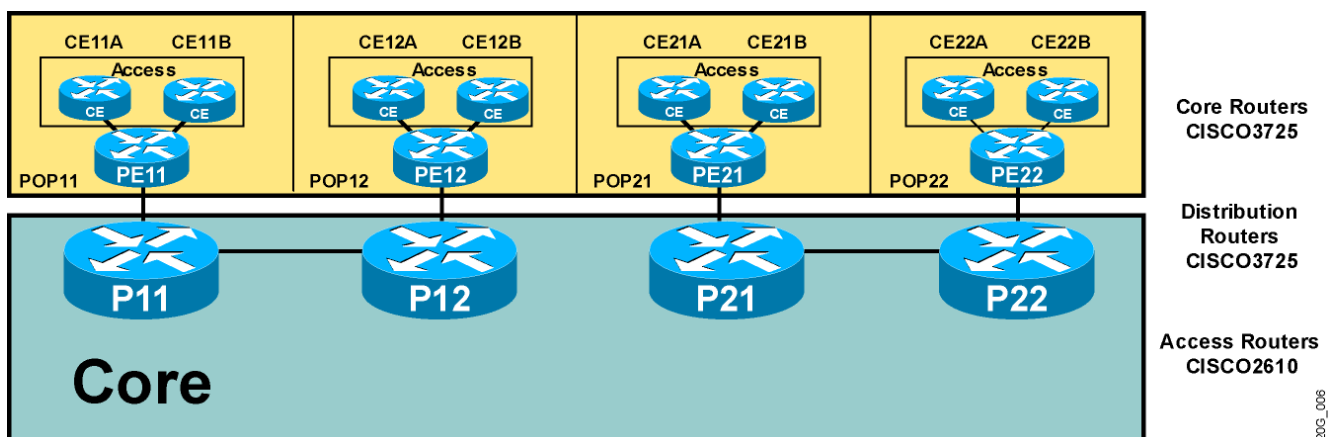 CE11A CE11B CE12A CE12B CE21A CE21B CE22A CE22B
Access Access Access Access
CE CE CE CE CE CE CE CE
PE11 PE12 PE21 PE22
POP11 POP12 POP21 POP22
Core Routers
CISCO3725
Distribution
Routers
CISCO3725
P11 P12 P21 P22
Access Routers
CISCO2610
Core
20G_006